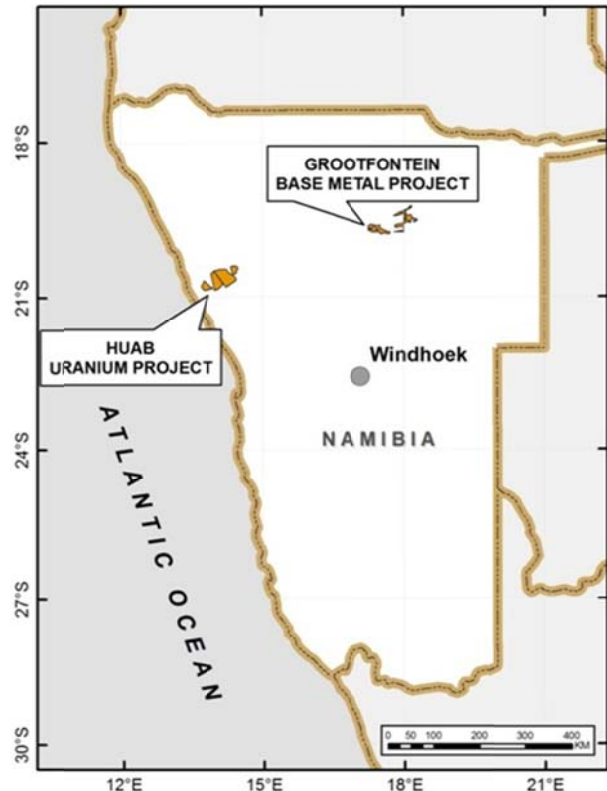 18°S
GROOTFONTEIN
BASE METAL PROJECT
21°S
HUAB
URANIUM PROJECT
Windhoek
NAMIBIA
24°S
ATLANTIC OCEAN
27°S
0 50 100 200 300 400
KM
30°S
12°E 15°E 18°E 21°E